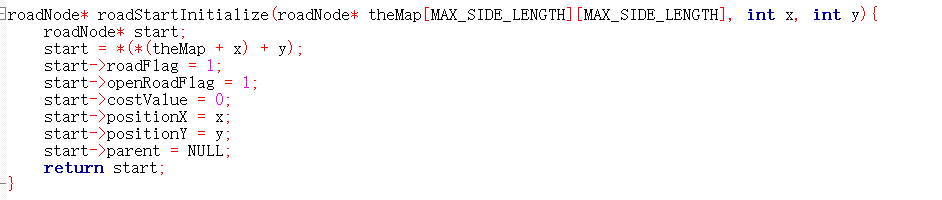 roadNode* roadStartInitialize(roadNode* theMap[MAX_SIDE_LENGTH][MAX_SIDE_LENGTH], int x, int y){
    roadNode* start;
    start = *(*(theMap + x) + y);
    start->roadFlag = 1;
    start->openRoadFlag = 1;
    start->costValue = 0;
    start->positionX = x;
    start->positionY = y;
    start->parent = NULL;
    return start;
}